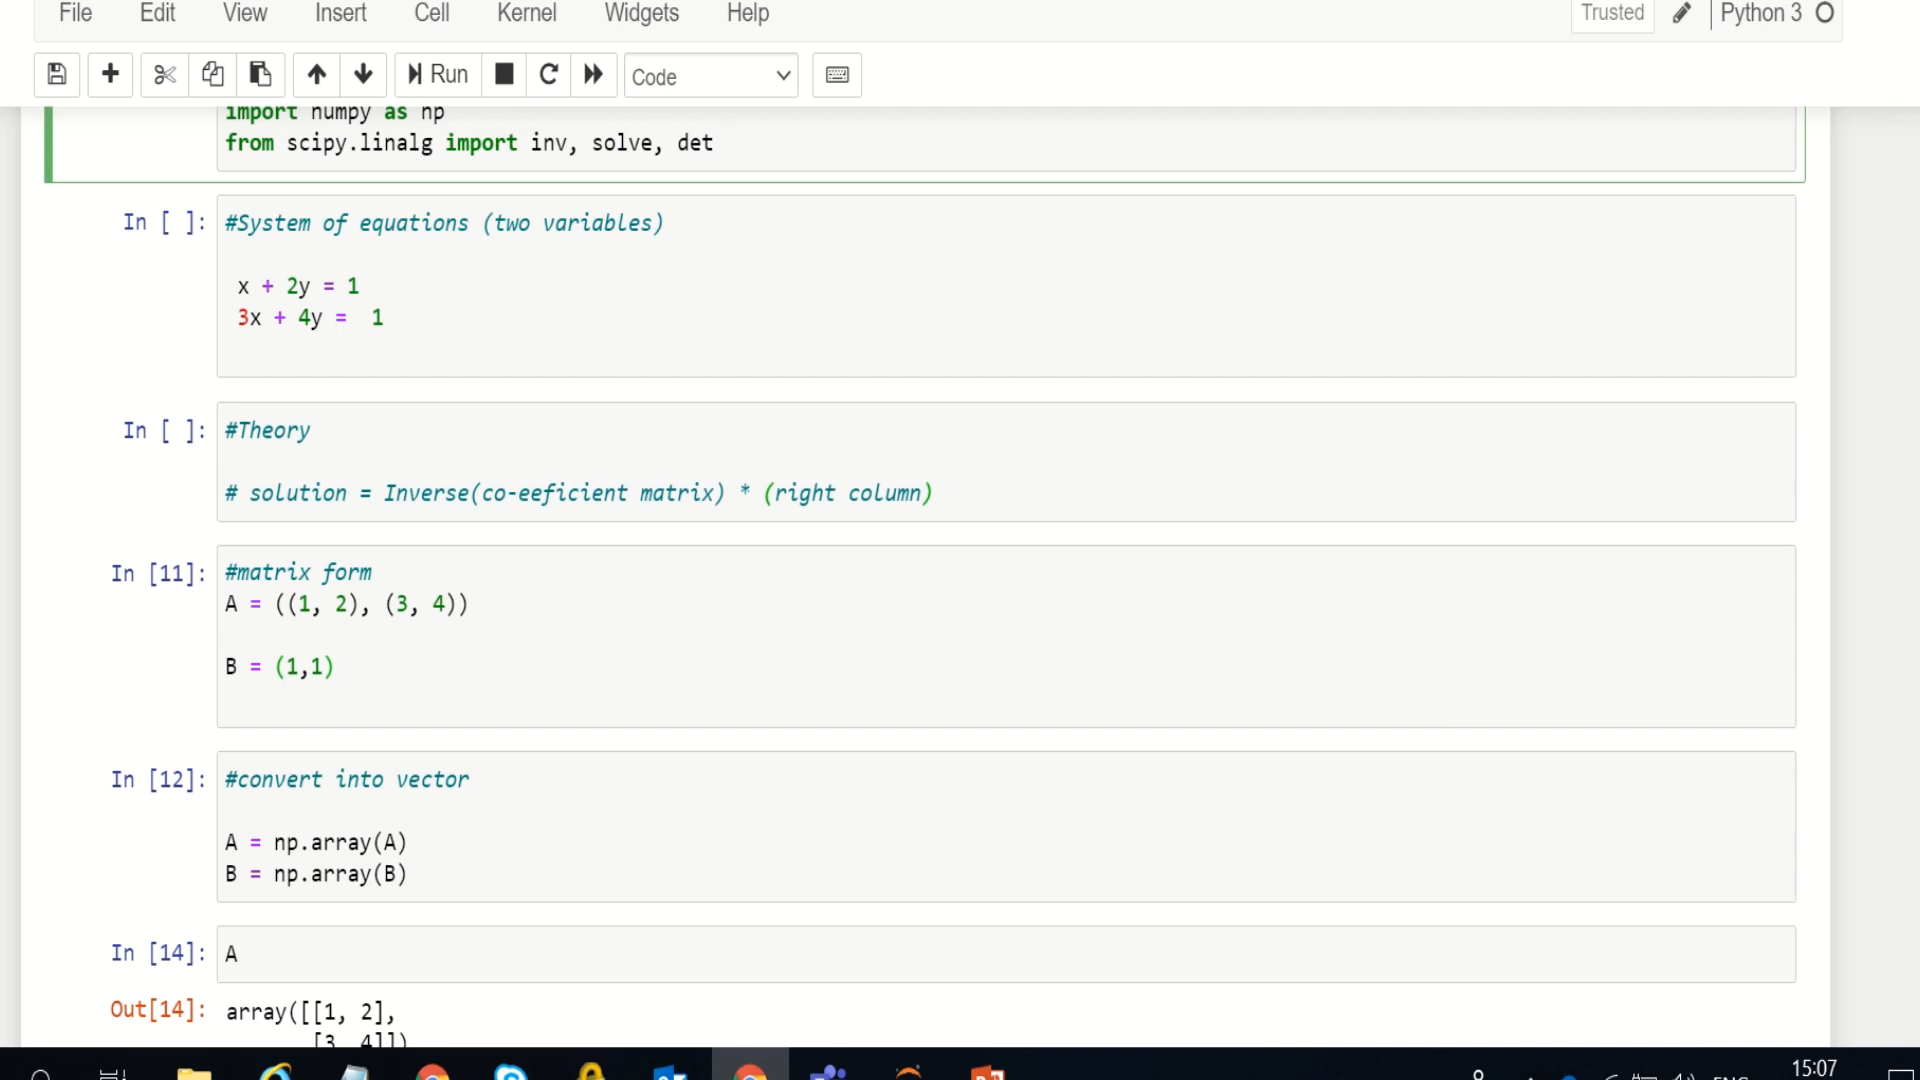 File Edit View Insert Cell Kernel Widgets Help Trusted Python 3
Run Code
import numpy as np
from scipy.linalg import inv, solve, det
In [ ]: #System of equations (two variables)
x + 2y = 1
3x + 4y =  1
In [ ]: #Theory
# solution = Inverse(co-eeficient matrix) * (right column)
In [11]: #matrix form
A = ((1, 2), (3, 4))
B = (1,1)
In [12]: #convert into vector
A = np.array(A)
B = np.array(B)
In [14]: A
Out[14]: array([[1, 2],
[3, 4]])
15:07